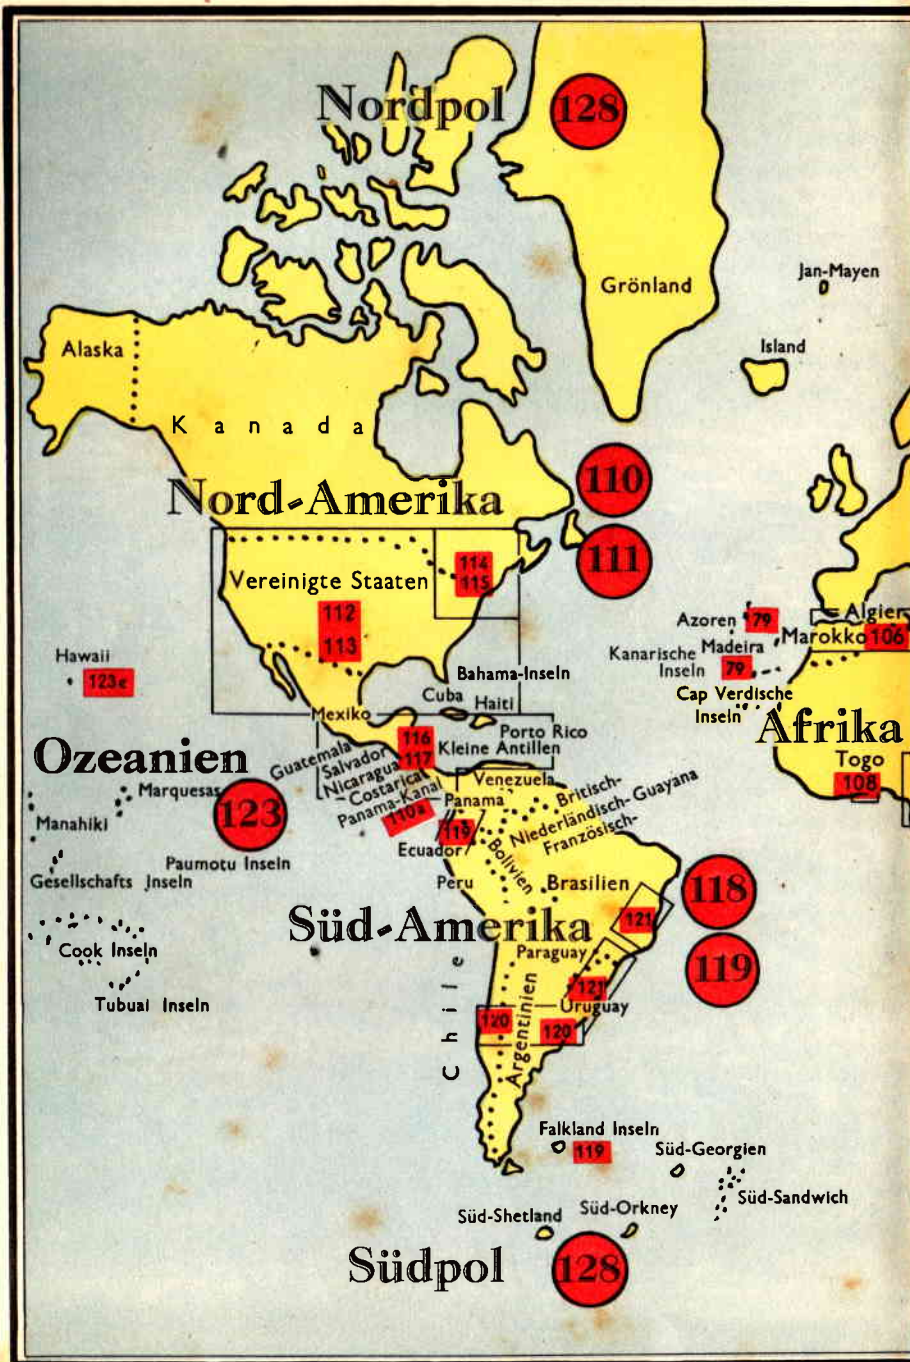 Nordpol
128
Grönland
Jan-Mayen
Island
Alaska
Kanada
Nord-Amerika
110
111
Vereinigte Staaten
114
115
112
113
Azoren
79
Algier
Marokko
106
Madeira
Kanarische
Inseln
79
Cap Verdische
Inseln
Afrika
Togo
108
Hawaii
123e
Bahama-Inseln
Cuba
Haiti
Mexiko
Porto Rico
Kleine Antillen
116
117
Guatemala
Salvador
Nicaragua
Costarica
Panama-Kanal
110a
Ozeanien
Marquesas
123
Manahiki
Paumotu Inseln
Gesellschafts Jnseln
Cook Inseln
Tubuai Inseln
Venezuela
Panama
119
Ecuador
Britisch-
Niederländisch- Guayana
Französisch-
Bolivien
Peru
Brasilien
118
Süd-Amerika
121
119
Paraguay
121
Uruguay
Chile
Argentinien
120
120
Falkland Inseln
119
Süd-Georgien
Süd-Sandwich
Süd-Shetland
Süd-Orkney
Südpol
128